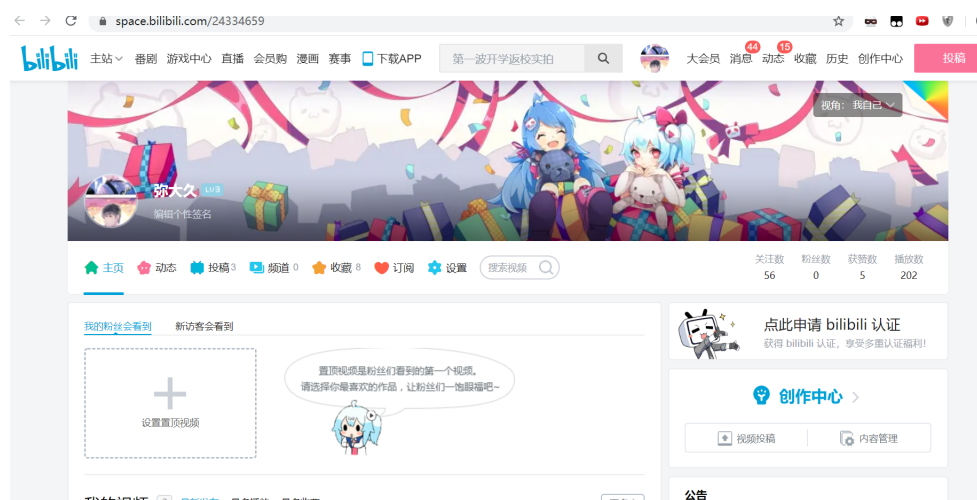 space.bilibili.com/24334659
bilibili 主站 番剧 游戏中心 直播 会员购 漫画 赛事 下载APP 第一波开学返校实拍 大会员 消息 44 动态 15 收藏 历史 创作中心 投稿
视角： 我自己
弥大久 LV3
编辑个性签名
主页 动态 投稿 3 频道 0 收藏 8 订阅 设置 搜索视频
关注数 粉丝数 获赞数 播放数
56 0 5 202
我的粉丝会看到 新访客会看到
置顶视频是粉丝们看到的第一个视频。
请选择你最喜欢的作品，让粉丝们一饱眼福吧~
设置置顶视频
点此申请 bilibili 认证
获得 bilibili 认证，享受多重认证福利！
创作中心
视频投稿 内容管理
公告